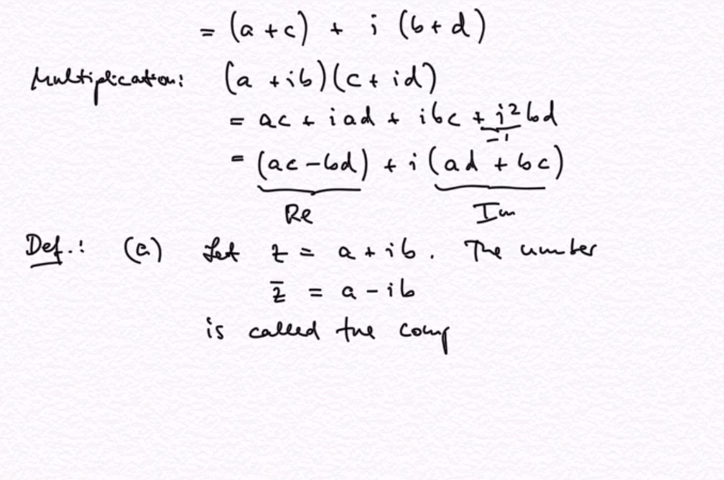 = (a + c) + i (b + d)
Multiplication: (a + ib)(c + id)
= ac + iad + ibc + i²bd
= -1
= (ac - bd) + i (ad + bc)
Re Im
Def.: (a) Let z = a + ib. The number
z̄ = a - ib
is called the comp